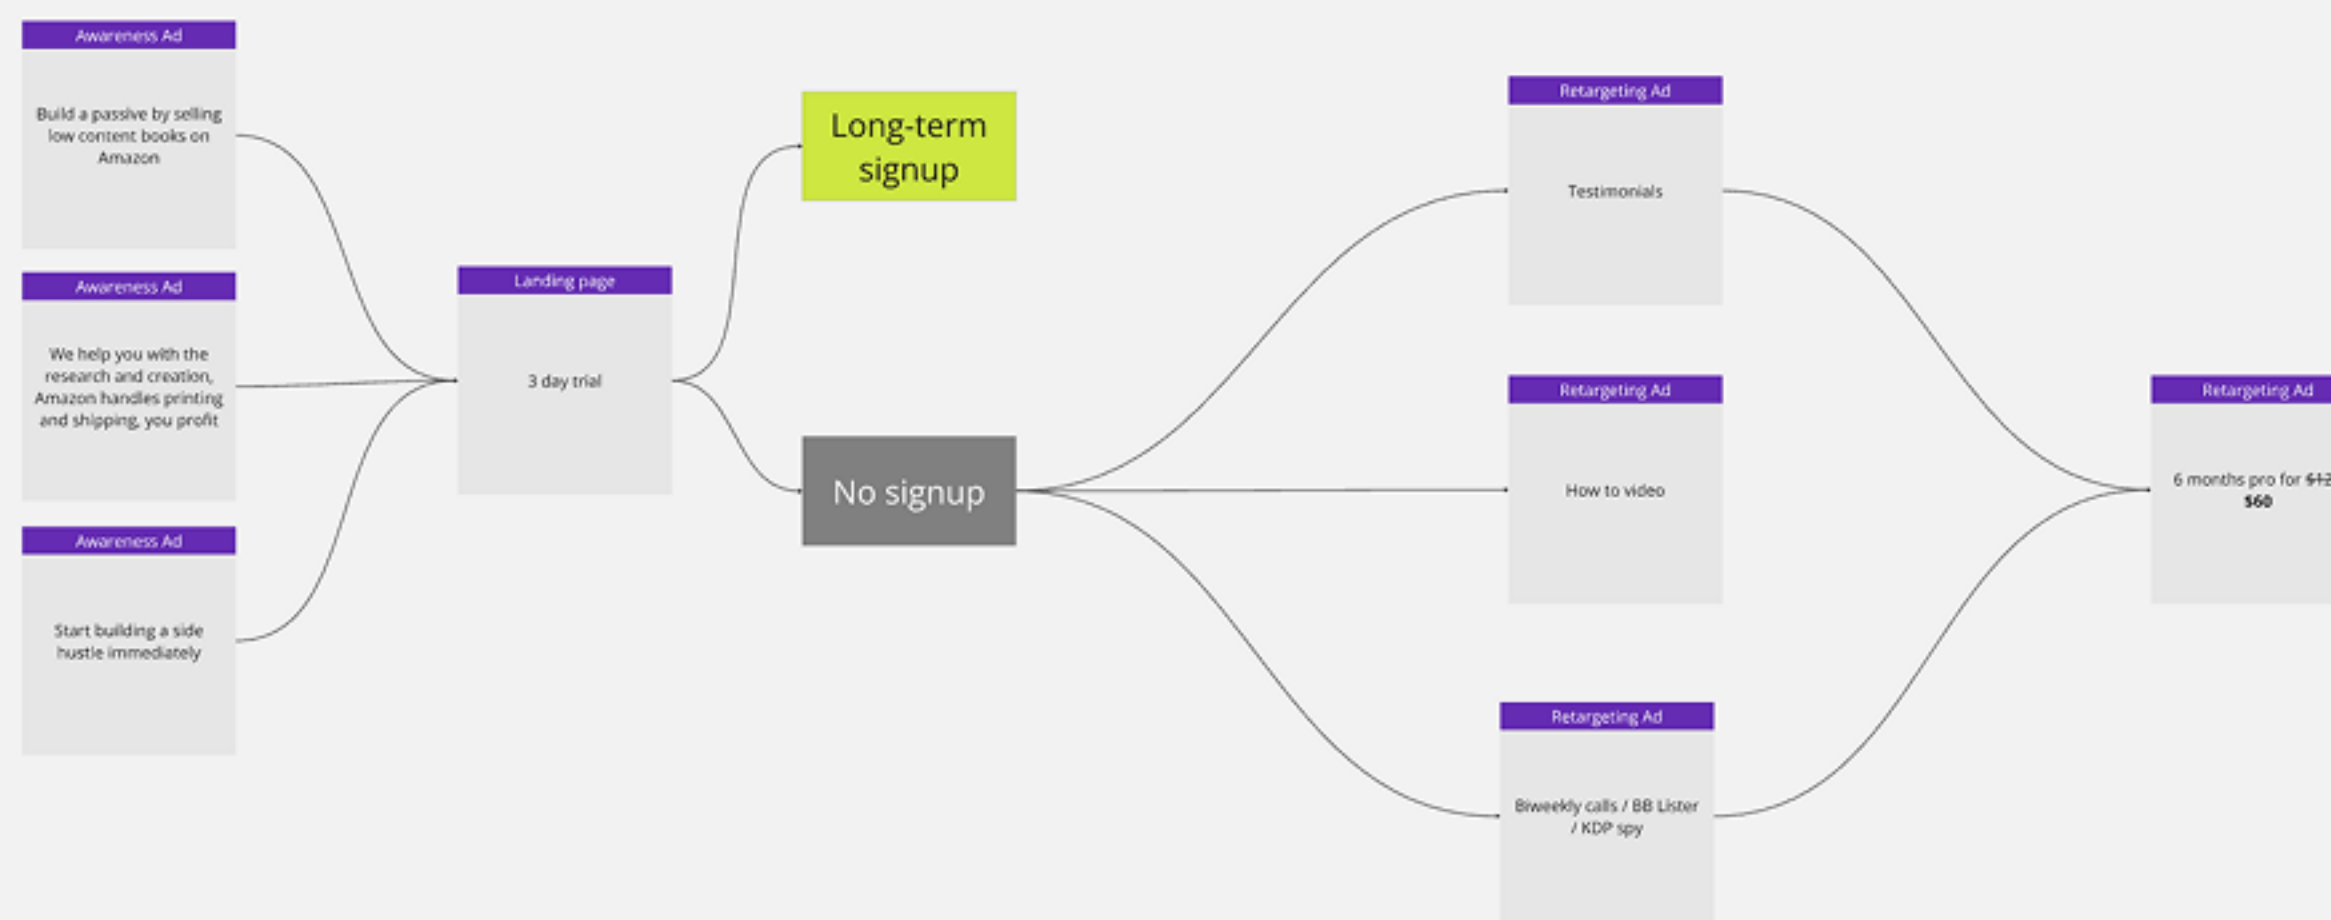 Awareness Ad
Build a passive by selling
low content books on
Amazon
Awareness Ad
We help you with the
research and creation,
Amazon handles printing
and shipping, you profit
Awareness Ad
Start building a side
hustle immediately
Landing page
3 day trial
Long-term
signup
No signup
Retargeting Ad
Testimonials
Retargeting Ad
How to video
Retargeting Ad
Biweekly calls / BB Lister
/ KDP spy
Retargeting Ad
6 months pro for
$60